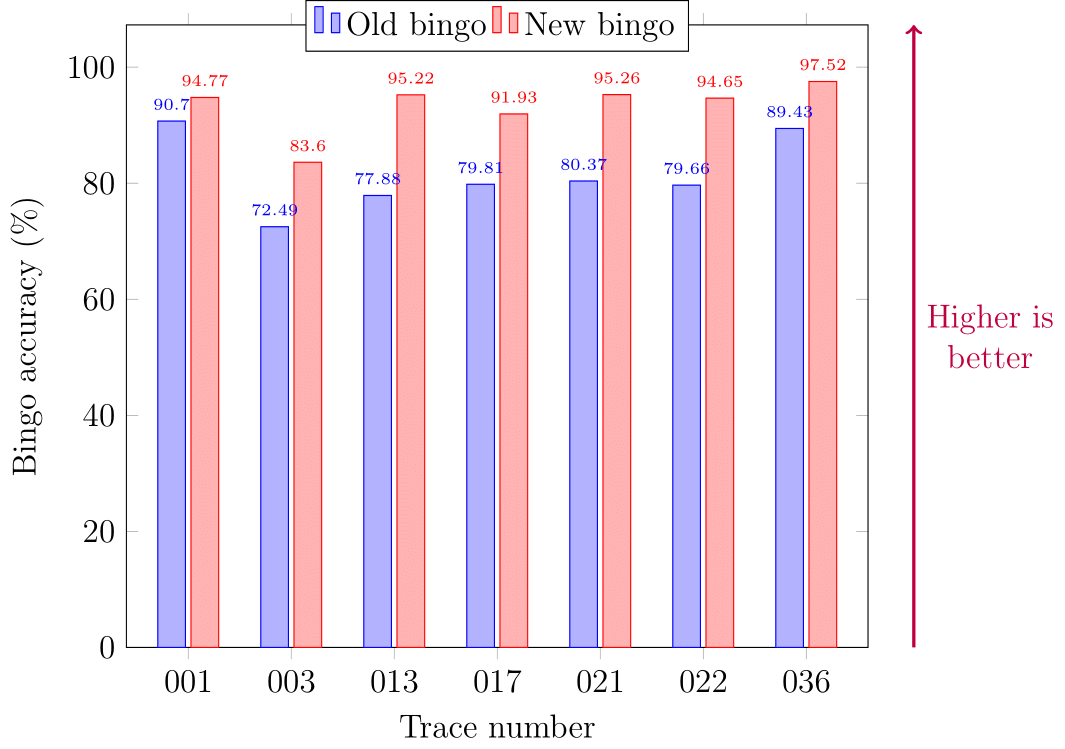 Old bingo New bingo
100
80
60
40
20
0
Bingo accuracy (%)
90.7 94.77
72.49 83.6
77.88 95.22
79.81 91.93
80.37 95.26
79.66 94.65
89.43 97.52
001 003 013 017 021 022 036
Trace number
Higher is
better